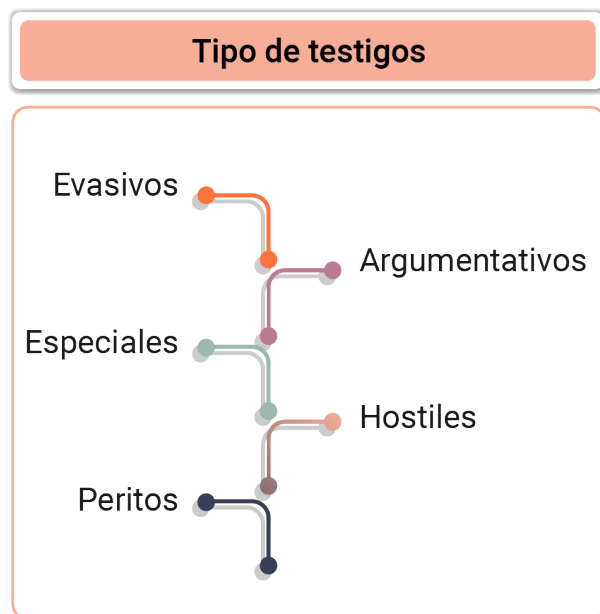 Tipo de testigos
Evasivos
Argumentativos
Especiales
Hostiles
Peritos